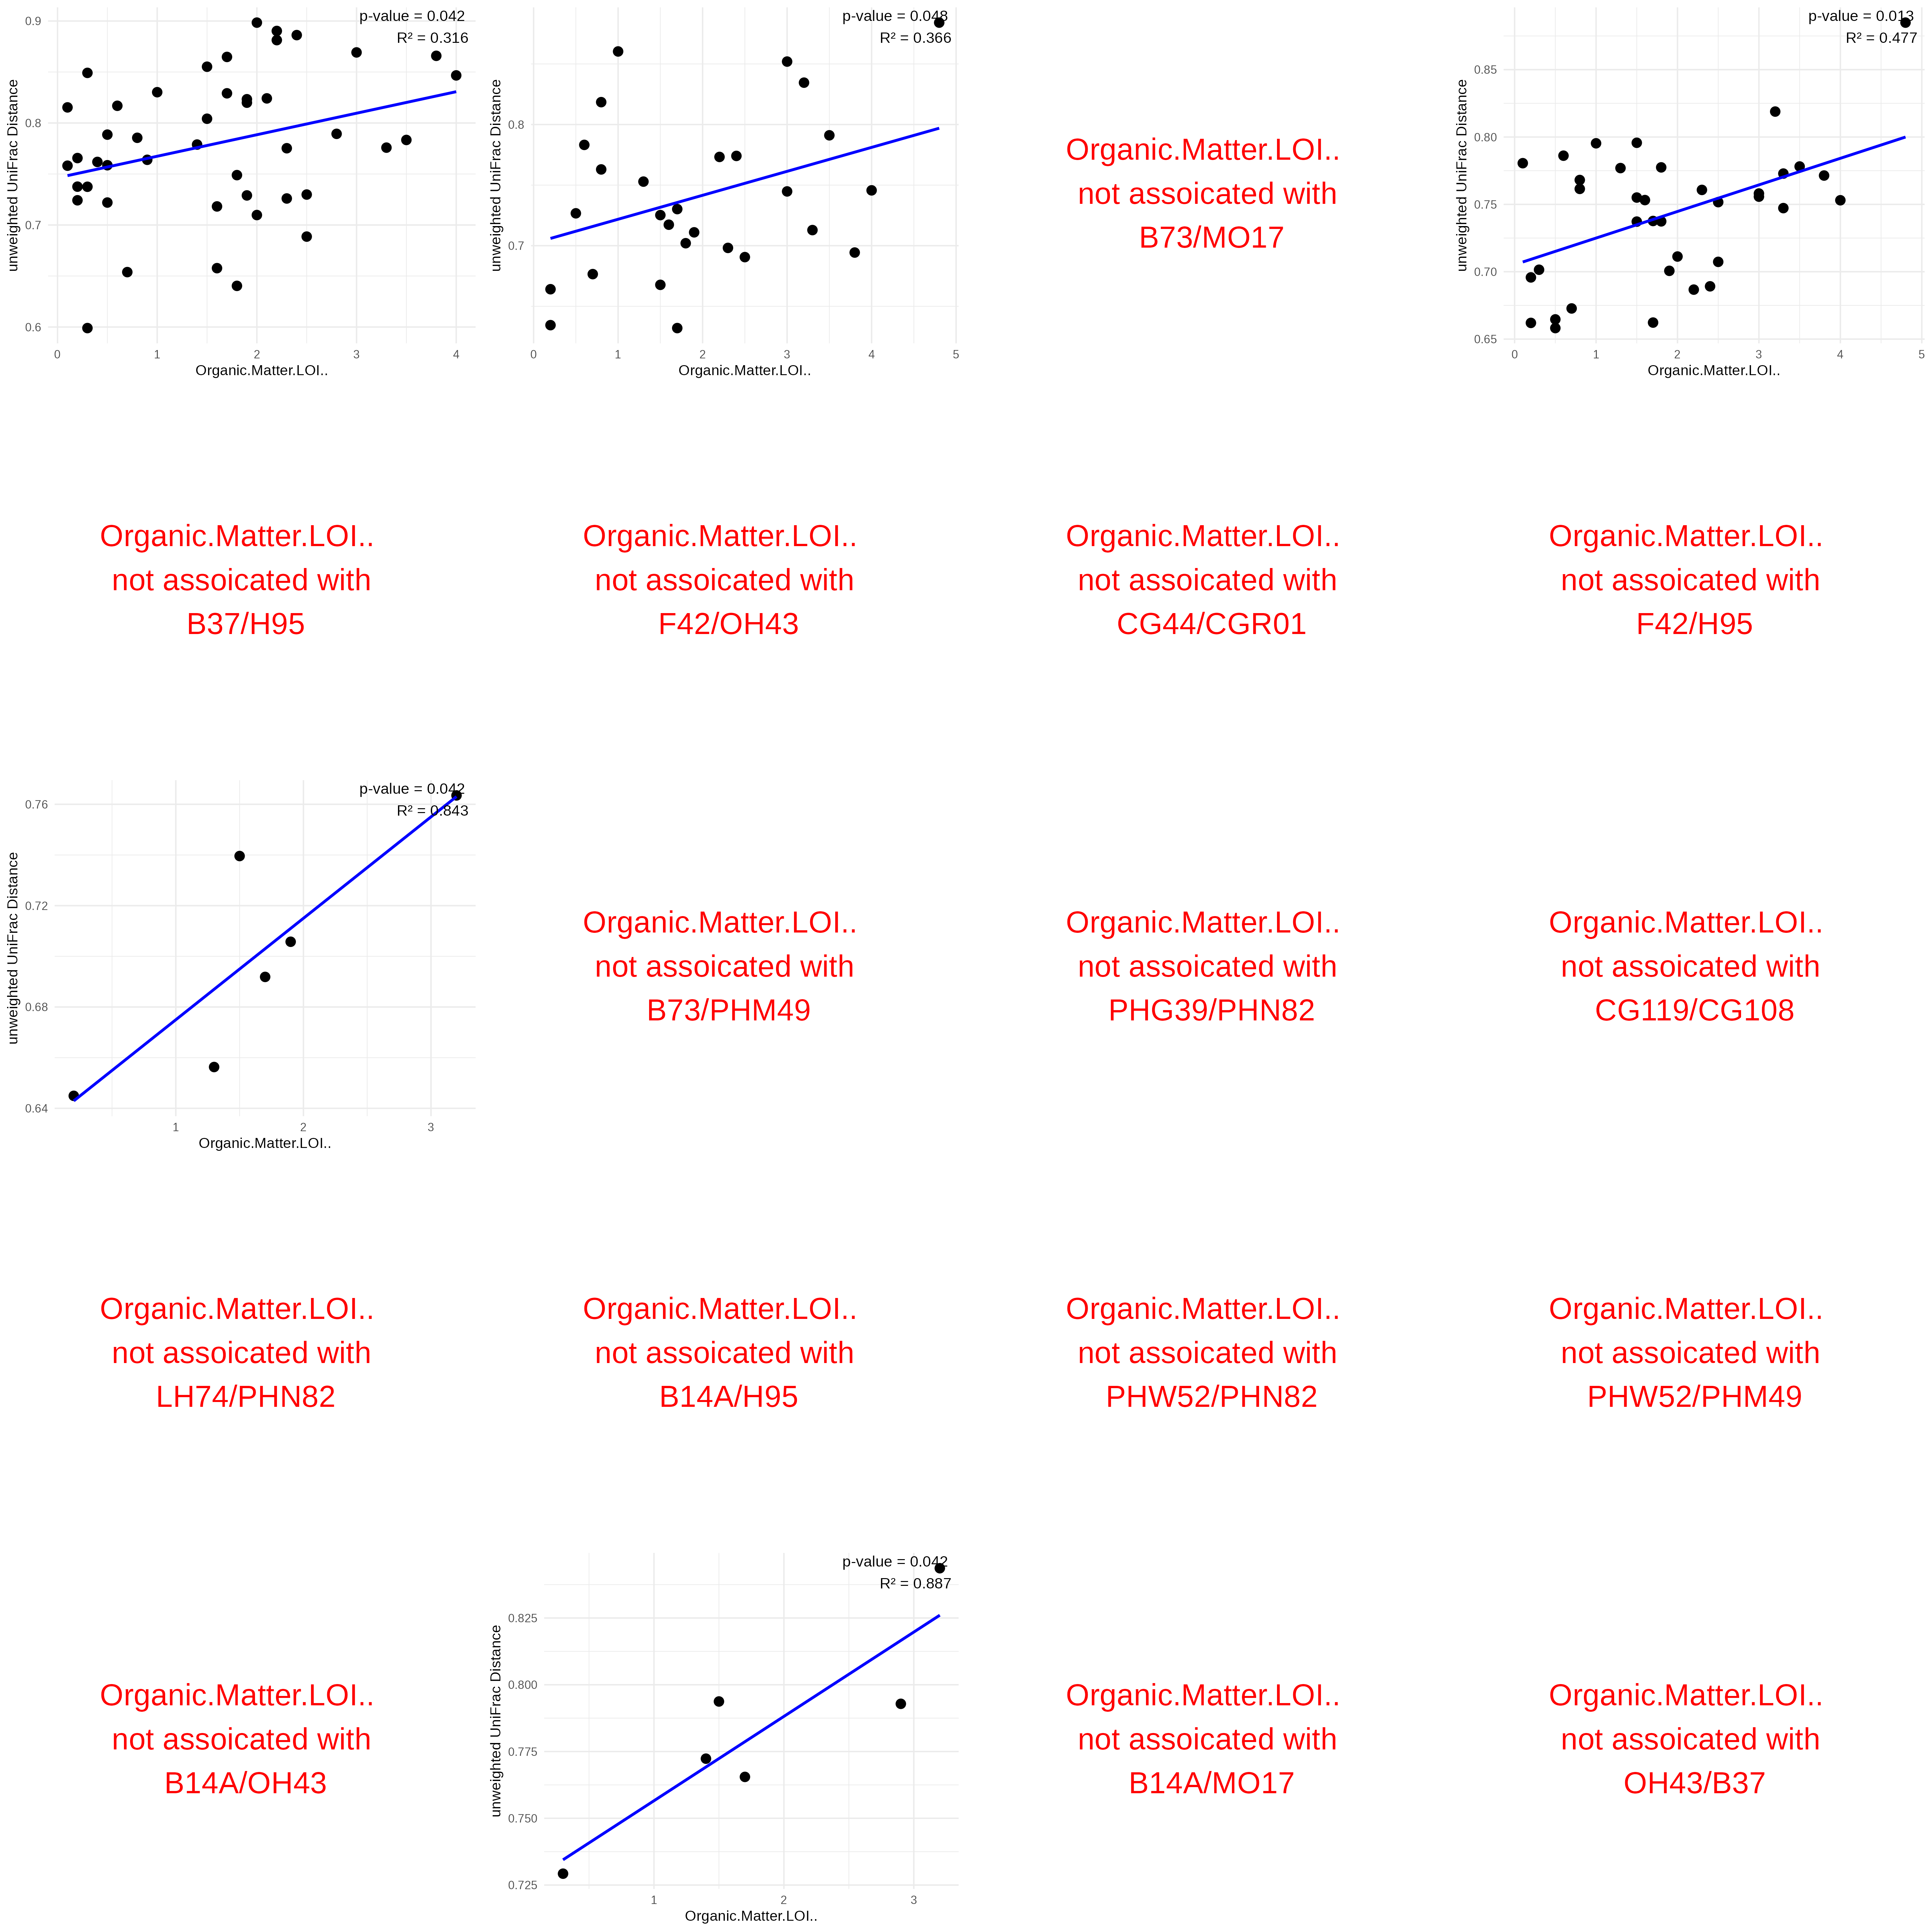 p-value = 0.042
R² = 0.316
0.9
0.8
0.7
0.6
unweighted UniFrac Distance
0 1 2 3 4
Organic.Matter.LOI..
p-value = 0.048
R² = 0.366
0.8
0.7
unweighted UniFrac Distance
0 1 2 3 4 5
Organic.Matter.LOI..
Organic.Matter.LOI..
not assoicated with
B73/MO17
p-value = 0.013
R² = 0.477
0.85
0.80
0.75
0.70
0.65
unweighted UniFrac Distance
0 1 2 3 4 5
Organic.Matter.LOI..
Organic.Matter.LOI..
not assoicated with
B37/H95
Organic.Matter.LOI..
not assoicated with
F42/OH43
Organic.Matter.LOI..
not assoicated with
CG44/CGR01
Organic.Matter.LOI..
not assoicated with
F42/H95
p-value = 0.042
R² = 0.843
0.76
0.72
0.68
0.64
unweighted UniFrac Distance
1 2 3
Organic.Matter.LOI..
Organic.Matter.LOI..
not assoicated with
B73/PHM49
Organic.Matter.LOI..
not assoicated with
PHG39/PHN82
Organic.Matter.LOI..
not assoicated with
CG119/CG108
Organic.Matter.LOI..
not assoicated with
LH74/PHN82
Organic.Matter.LOI..
not assoicated with
B14A/H95
Organic.Matter.LOI..
not assoicated with
PHW52/PHN82
Organic.Matter.LOI..
not assoicated with
PHW52/PHM49
Organic.Matter.LOI..
not assoicated with
B14A/OH43
p-value = 0.042
R² = 0.887
0.825
0.800
0.775
0.750
0.725
unweighted UniFrac Distance
1 2 3
Organic.Matter.LOI..
Organic.Matter.LOI..
not assoicated with
B14A/MO17
Organic.Matter.LOI..
not assoicated with
OH43/B37